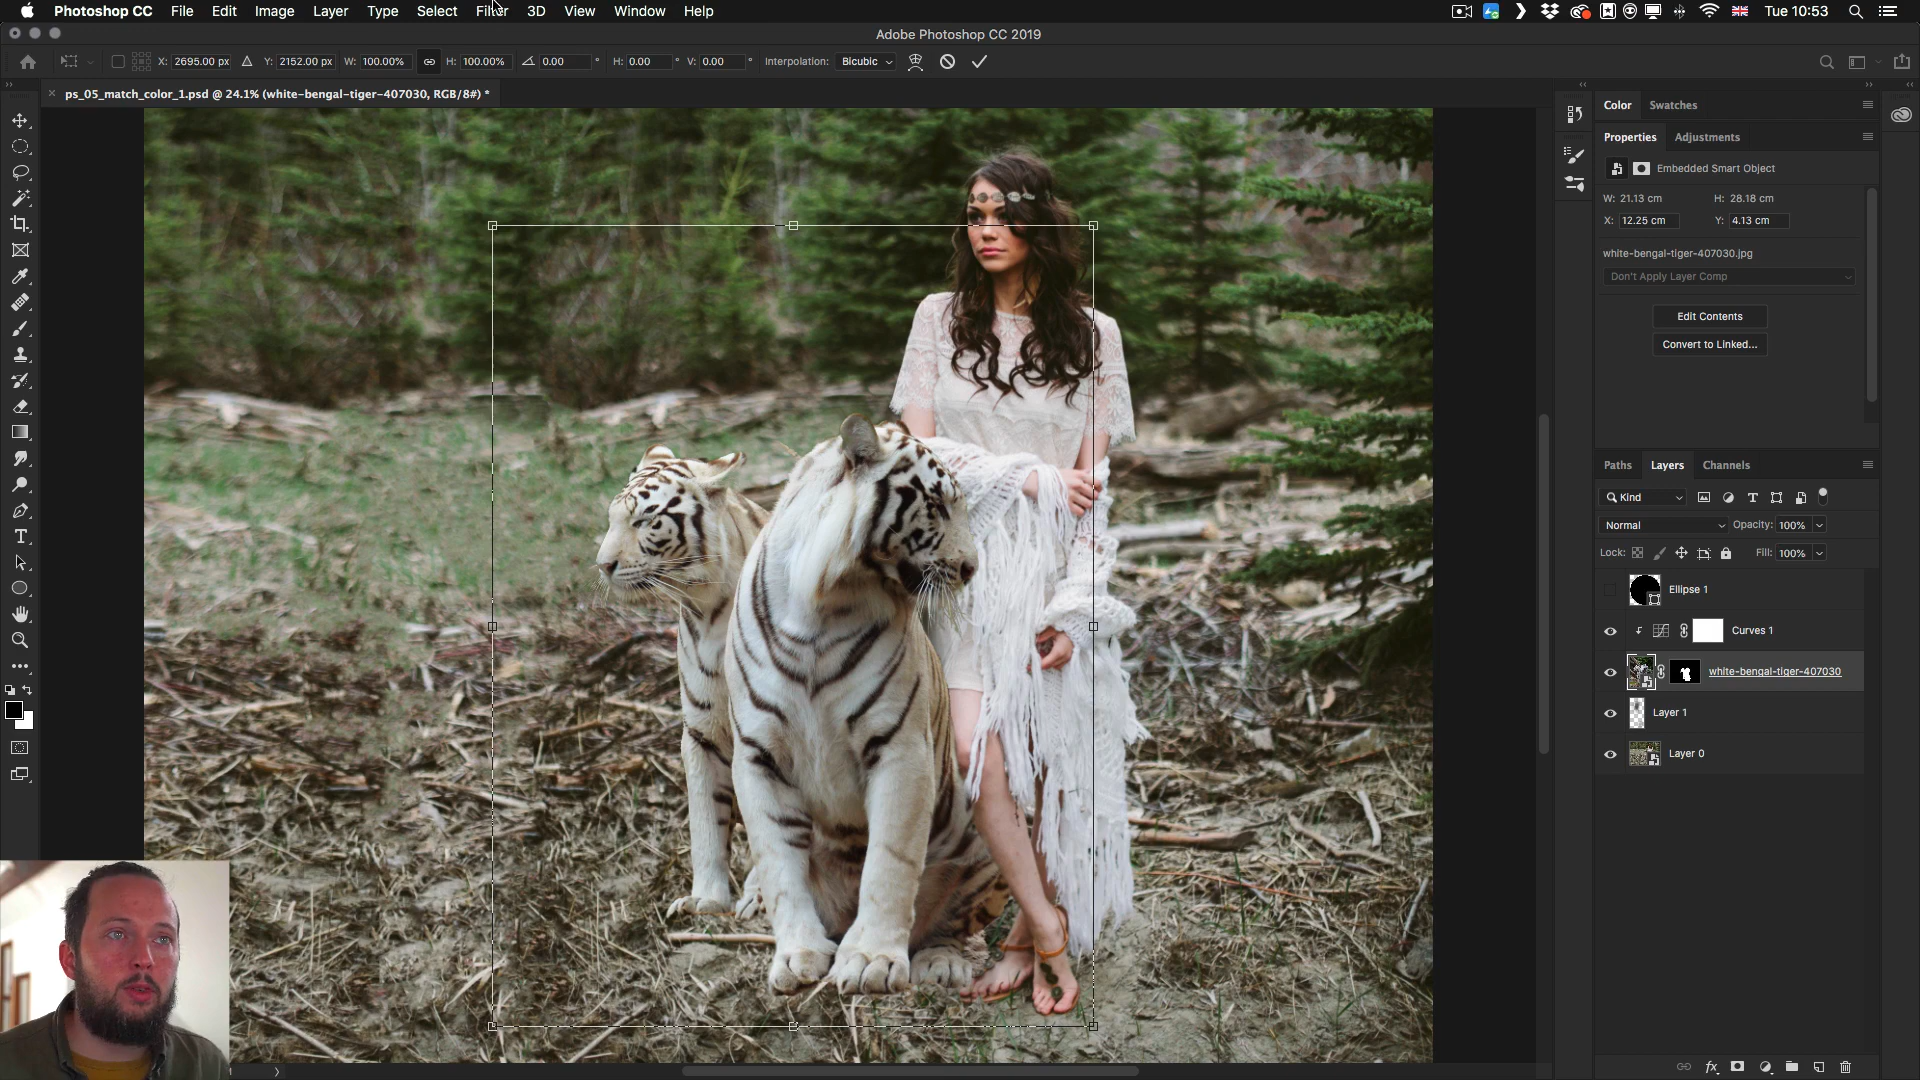 Photoshop CC File Edit Image Layer Type Select Filter 3D View Window Help Tue 10:53
Adobe Photoshop CC 2019
X: 2695.00 px Y: 2152.00 px W: 100.00% H: 100.00% 0.00 ° H: 0.00 ° V: 0.00 ° Interpolation: Bicubic
ps_05_match_color_1.psd @ 24.1% (white-bengal-tiger-407030, RGB/8#) *
Color Swatches
Properties Adjustments
Embedded Smart Object
W: 21.13 cm H: 28.18 cm
X: 12.25 cm Y: 4.13 cm
white-bengal-tiger-407030.jpg
Don't Apply Layer Comp
Edit Contents
Convert to Linked...
Paths Layers Channels
Kind
Normal Opacity: 100%
Lock: Fill: 100%
Ellipse 1
Curves 1
white-bengal-tiger-407030
Layer 1
Layer 0